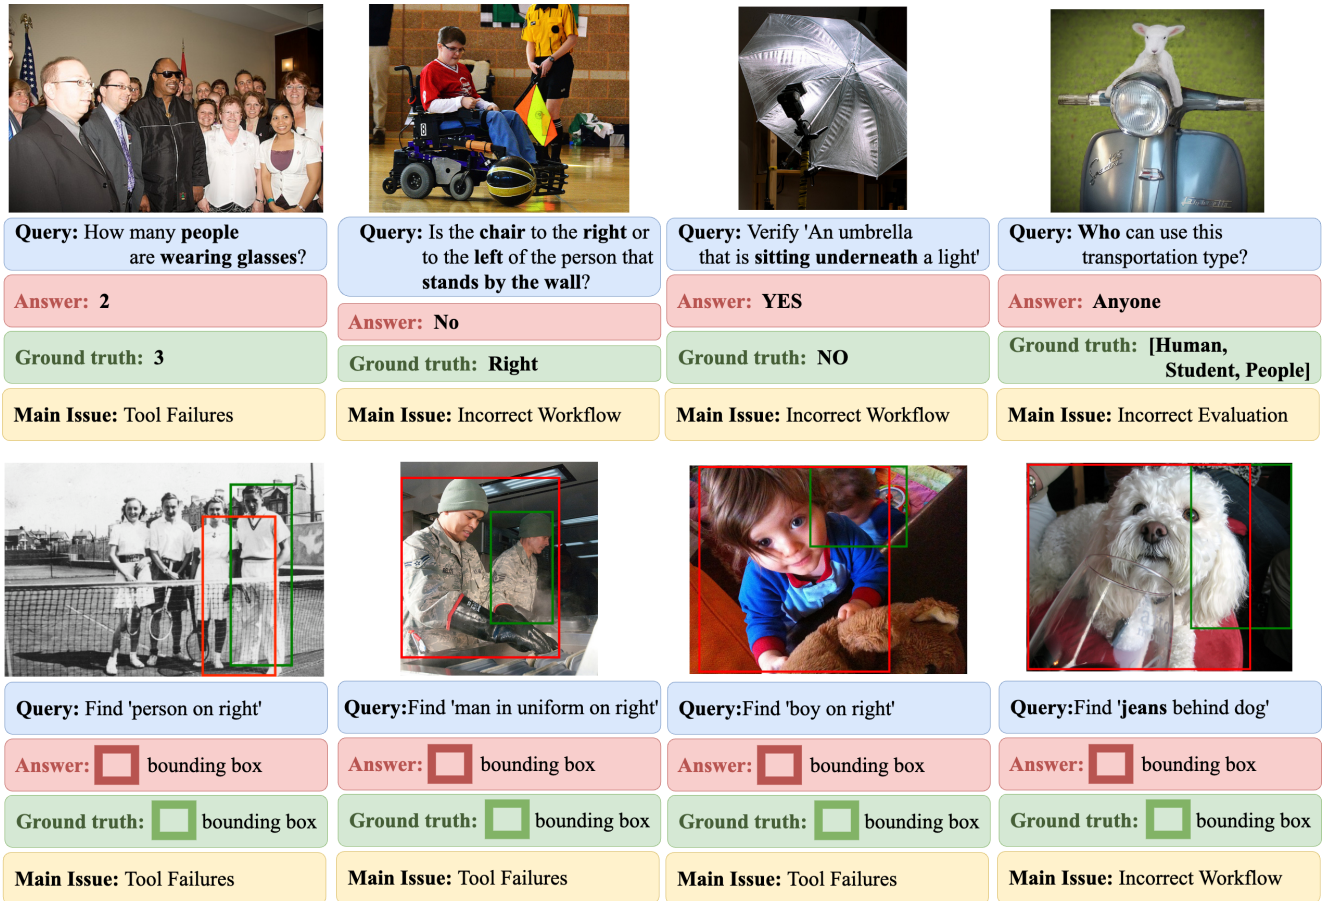 Query: How many people
are wearing glasses?
Answer: 2
Ground truth: 3
Main Issue: Tool Failures
Query: Is the chair to the right or
to the left of the person that
stands by the wall?
Answer: No
Ground truth: Right
Main Issue: Incorrect Workflow
Query: Verify 'An umbrella
that is sitting underneath a light'
Answer: YES
Ground truth: NO
Main Issue: Incorrect Workflow
Query: Who can use this
transportation type?
Answer: Anyone
Ground truth: [Human,
Student, People]
Main Issue: Incorrect Evaluation
Query: Find 'person on right'
Answer: bounding box
Ground truth: bounding box
Main Issue: Tool Failures
Query:Find 'man in uniform on right'
Answer: bounding box
Ground truth: bounding box
Main Issue: Tool Failures
Query:Find 'boy on right'
Answer: bounding box
Ground truth: bounding box
Main Issue: Tool Failures
Query:Find 'jeans behind dog'
Answer: bounding box
Ground truth: bounding box
Main Issue: Incorrect Workflow